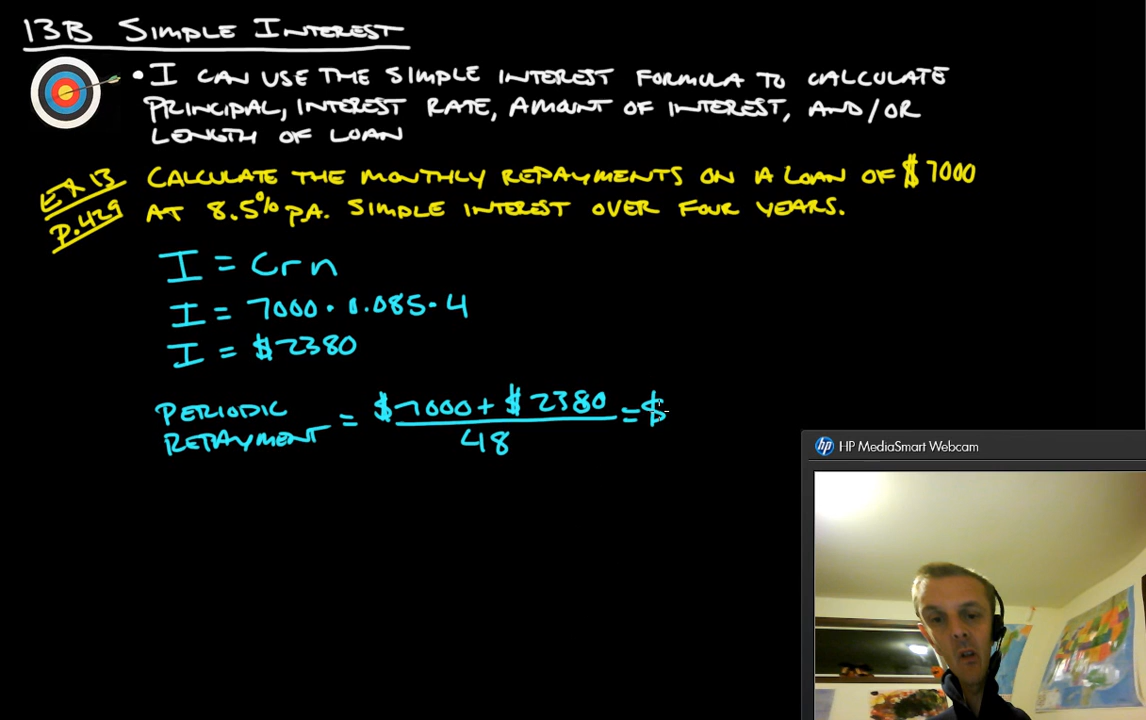 13B SIMPLE INTEREST
• I CAN USE THE SIMPLE INTEREST FORMULA TO CALCULATE
PRINCIPAL, INTEREST RATE, AMOUNT OF INTEREST, AND/OR
LENGTH OF LOAN
EX 13
P.429
CALCULATE THE MONTHLY REPAYMENTS ON A LOAN OF $7000
AT 8.5% PA. SIMPLE INTEREST OVER FOUR YEARS.
I = Crn
I = 7000 • 0.085 • 4
I = $2380
PERIODIC
REPAYMENT = $7000 + $2380 = $
48
hp HP MediaSmart Webcam